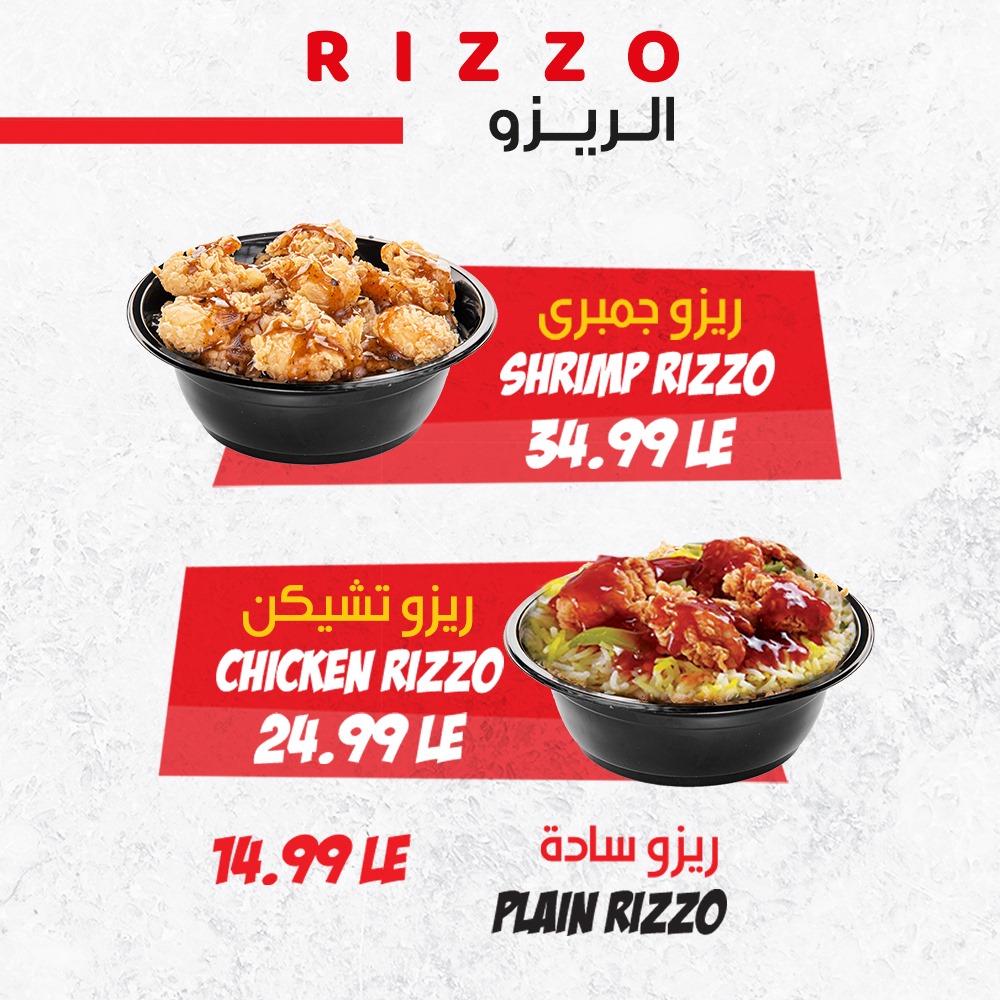 RIZZO
الريزو
ريزو جمبرى
SHRIMP RIZZO
34.99 LE
ريزو تشيكن
CHICKEN RIZZO
24.99 LE
ريزو سادة
PLAIN RIZZO
14.99 LE